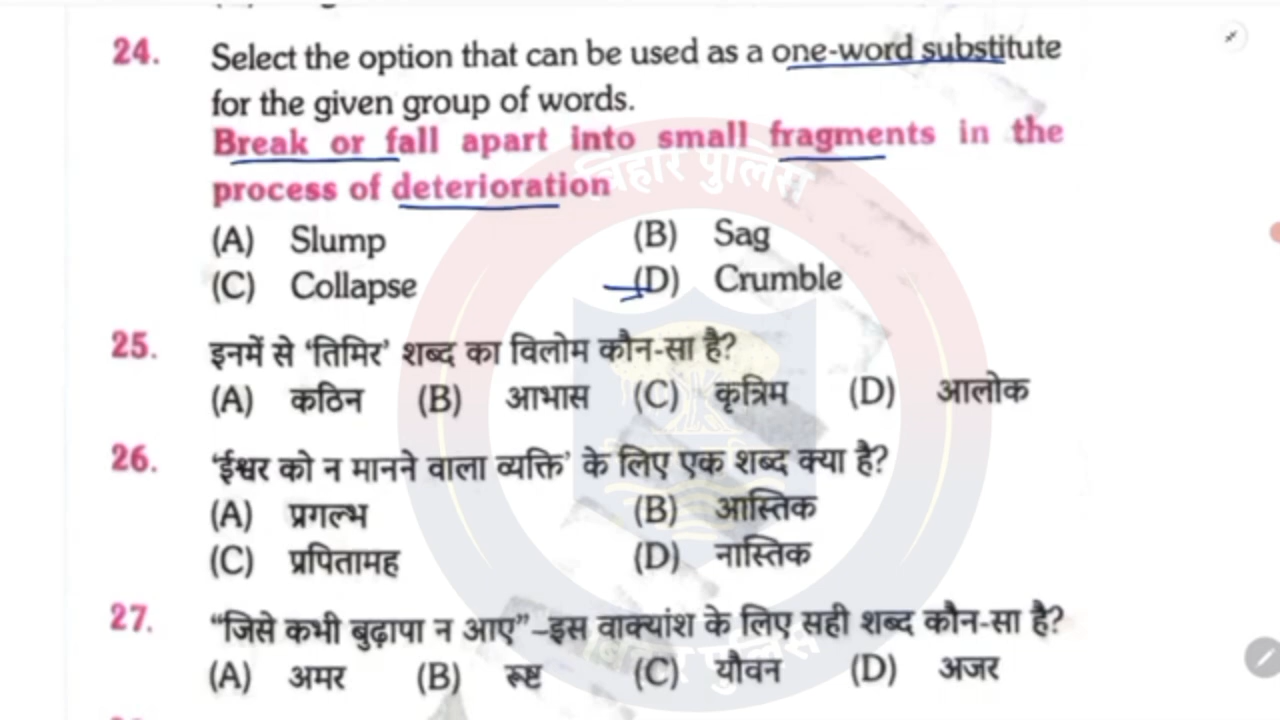 24. Select the option that can be used as a one-word substitute
for the given group of words.
Break or fall apart into small fragments in the
process of deterioration
(A) Slump (B) Sag
(C) Collapse (D) Crumble
25. इनमें से ‘तिमिर’ शब्द का विलोम कौन-सा है?
(A) कठिन (B) आभास (C) कृत्रिम (D) आलोक
26. ‘ईश्वर को न मानने वाला व्यक्ति’ के लिए एक शब्द क्या है?
(A) प्रगल्भ (B) आस्तिक
(C) प्रपितामह (D) नास्तिक
27. “जिसे कभी बुढ़ापा न आए”–इस वाक्यांश के लिए सही शब्द कौन-सा है?
(A) अमर (B) रूष्ट (C) यौवन (D) अजर
बिहार पुलिस